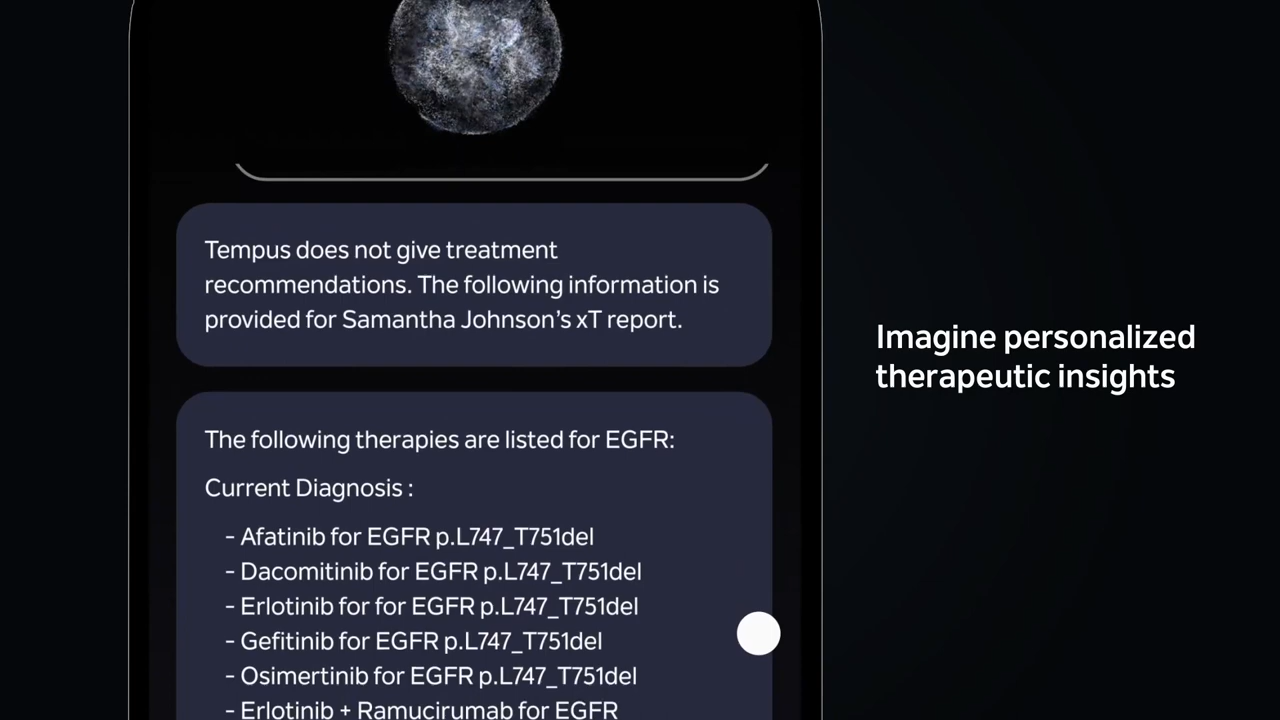 Tempus does not give treatment
recommendations. The following information is
provided for Samantha Johnson's xT report.
Imagine personalized
therapeutic insights
The following therapies are listed for EGFR:
Current Diagnosis :
- Afatinib for EGFR p.L747_T751del
- Dacomitinib for EGFR p.L747_T751del
- Erlotinib for for EGFR p.L747_T751del
- Gefitinib for EGFR p.L747_T751del
- Osimertinib for EGFR p.L747_T751del
- Erlotinib + Ramucirumab for EGFR